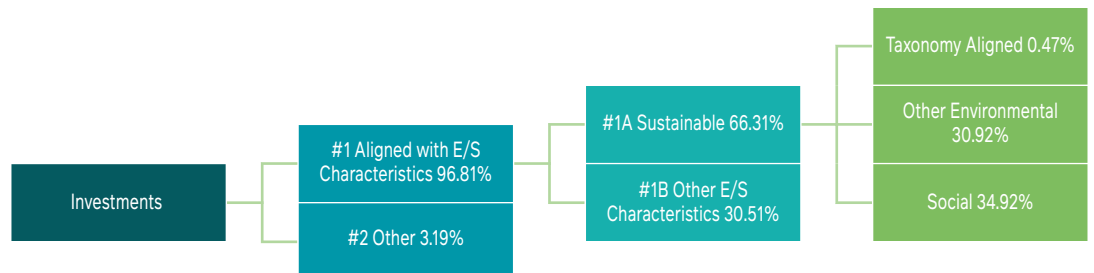 Investments
#1 Aligned with E/S
Characteristics 96.81%
#2 Other 3.19%
#1A Sustainable 66.31%
#1B Other E/S
Characteristics 30.51%
Taxonomy Aligned 0.47%
Other Environmental
30.92%
Social 34.92%